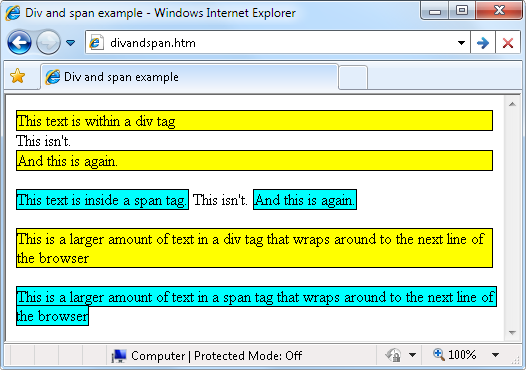 Div and span example - Windows Internet Explorer
divandspan.htm
Div and span example
This text is within a div tag
This isn't.
And this is again.
This text is inside a span tag. This isn't. And this is again.
This is a larger amount of text in a div tag that wraps around to the next line of
the browser
This is a larger amount of text in a span tag that wraps around to the next line of
the browser
Computer | Protected Mode: Off 100%